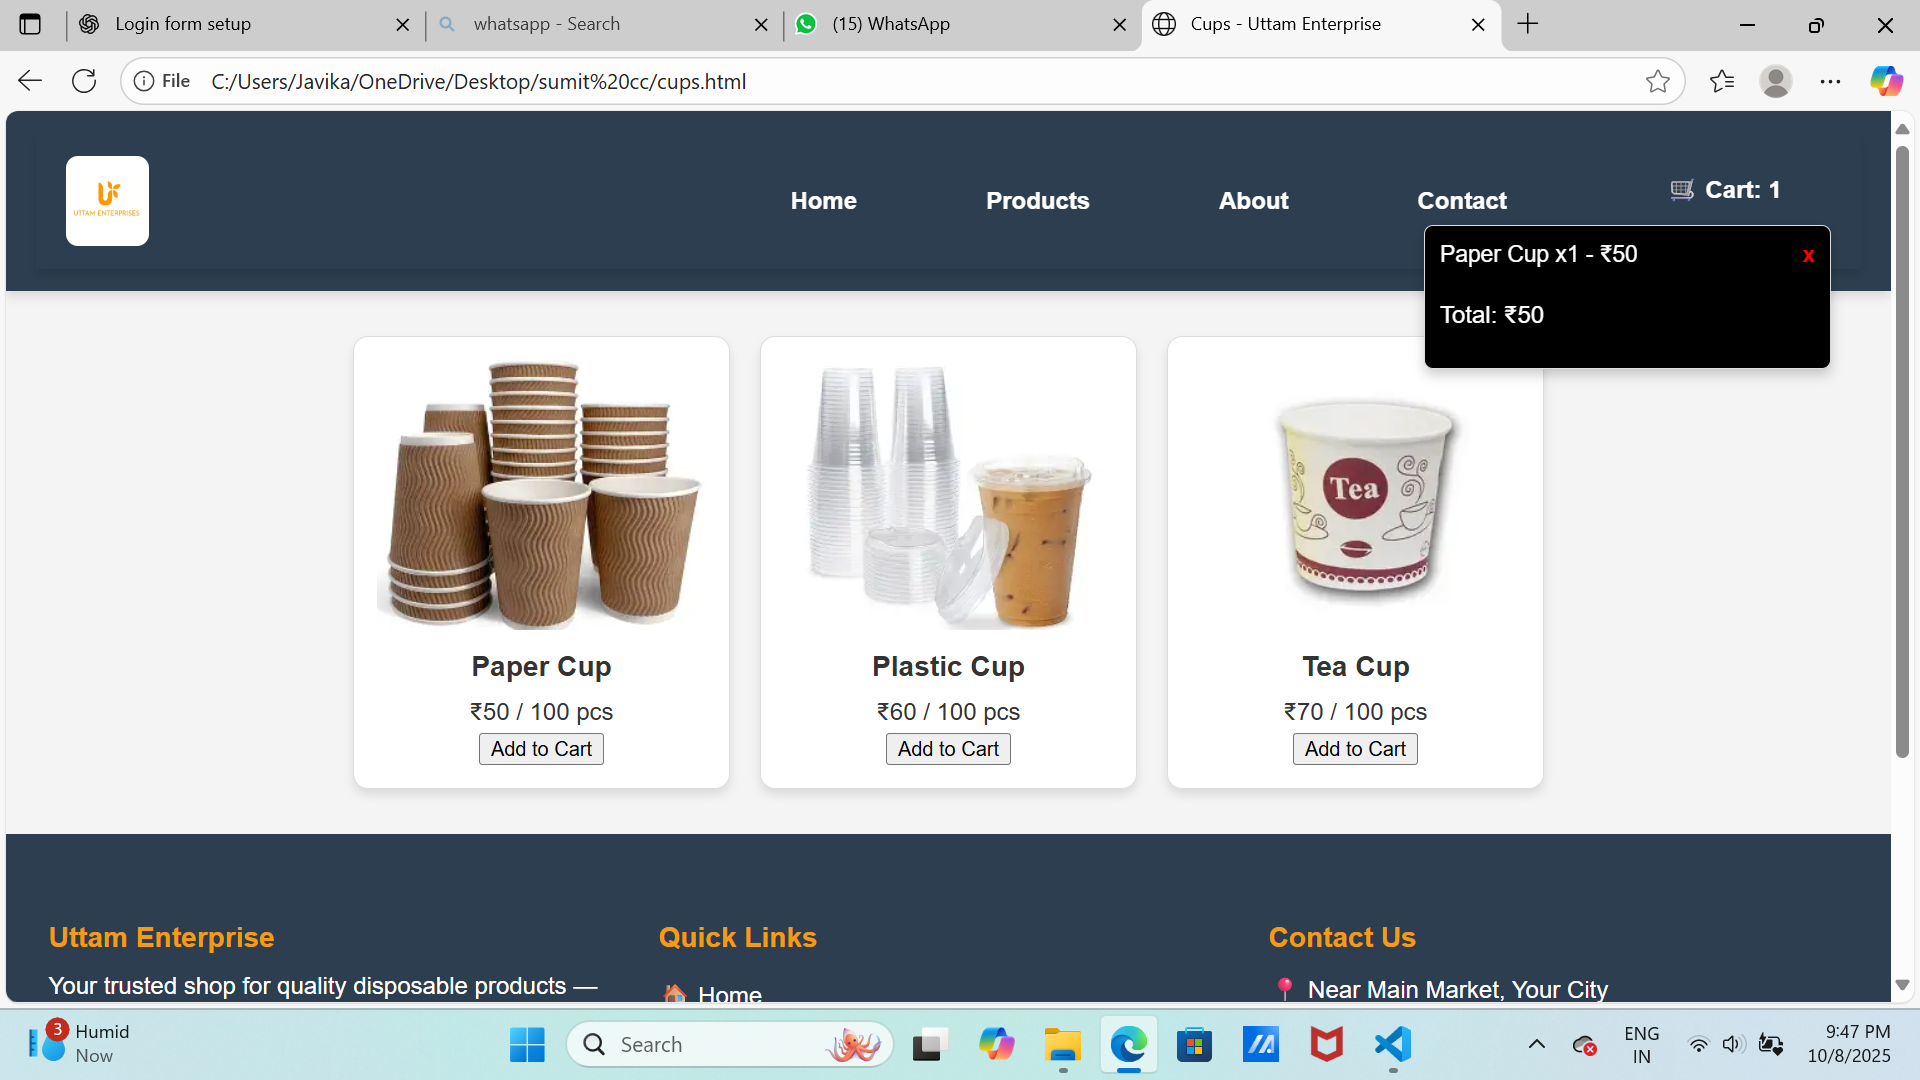 Login form setup
whatsapp - Search
(15) WhatsApp
Cups - Uttam Enterprise
File
C:/Users/Javika/OneDrive/Desktop/sumit%20cc/cups.html
UTTAM ENTERPRISES
Home
Products
About
Contact
Cart: 1
Paper Cup x1 - ₹50
x
Total: ₹50
Tea
Paper Cup
₹50 / 100 pcs
Add to Cart
Plastic Cup
₹60 / 100 pcs
Add to Cart
Tea Cup
₹70 / 100 pcs
Add to Cart
Uttam Enterprise
Your trusted shop for quality disposable products —
Quick Links
Home
Contact Us
Near Main Market, Your City
3
Humid
Now
Search
ENG
IN
9:47 PM
10/8/2025